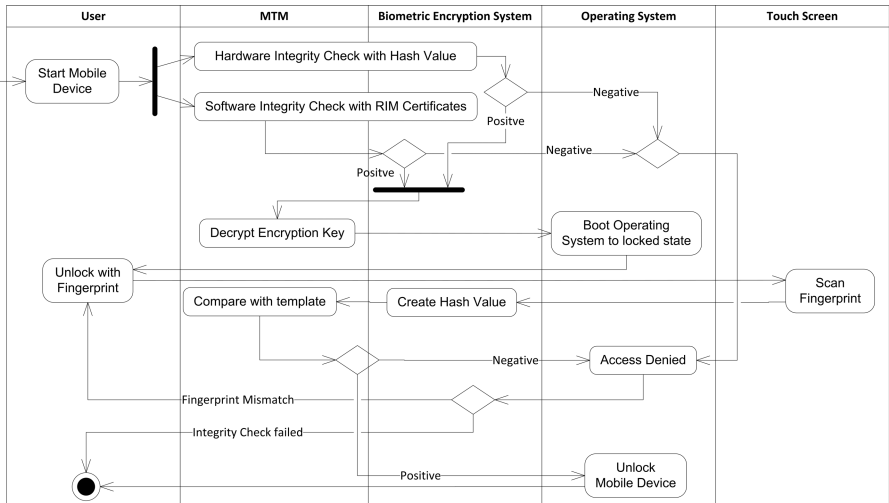 User
MTM
Biometric Encryption System
Operating System
Touch Screen
Start Mobile
Device
Hardware Integrity Check with Hash Value
Negative
Software Integrity Check with RIM Certificates
Positve
Negative
Positve
Decrypt Encryption Key
Boot Operating
System to locked state
Unlock with
Fingerprint
Scan
Fingerprint
Compare with template
Create Hash Value
Negative
Access Denied
Fingerprint Mismatch
Integrity Check failed
Positive
Unlock
Mobile Device